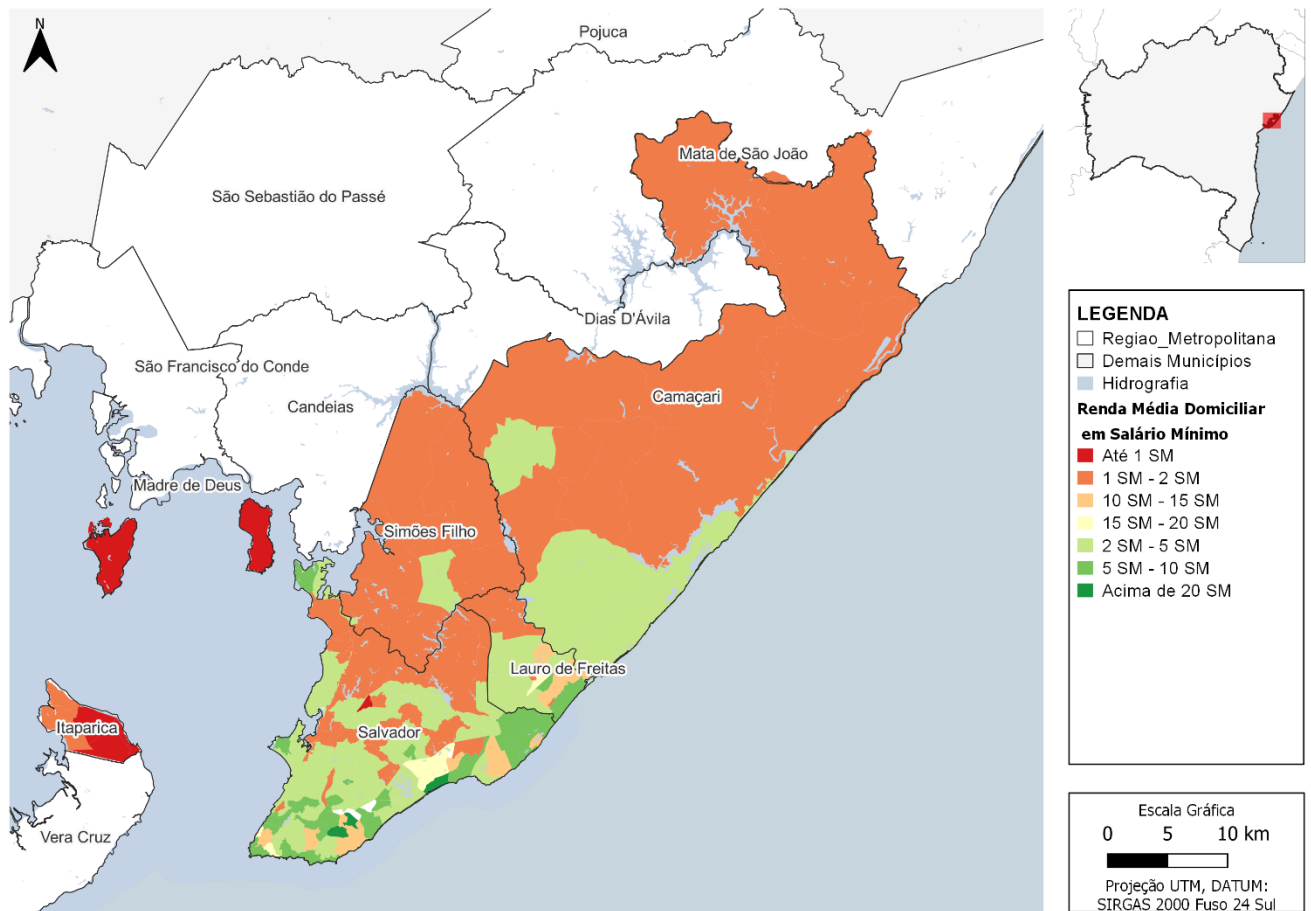 N
Pojuca
Mata de São João
São Sebastião do Passé
Dias D'Ávila
São Francisco do Conde
Candeias
Camaçari
Madre de Deus
Simões Filho
Lauro de Freitas
Itaparica
Salvador
Vera Cruz
LEGENDA
Regiao_Metropolitana
Demais Municípios
Hidrografia
Renda Média Domiciliar
em Salário Mínimo
Até 1 SM
1 SM - 2 SM
10 SM - 15 SM
15 SM - 20 SM
2 SM - 5 SM
5 SM - 10 SM
Acima de 20 SM
Escala Gráfica
0 5 10 km
Projeção UTM, DATUM:
SIRGAS 2000 Fuso 24 Sul